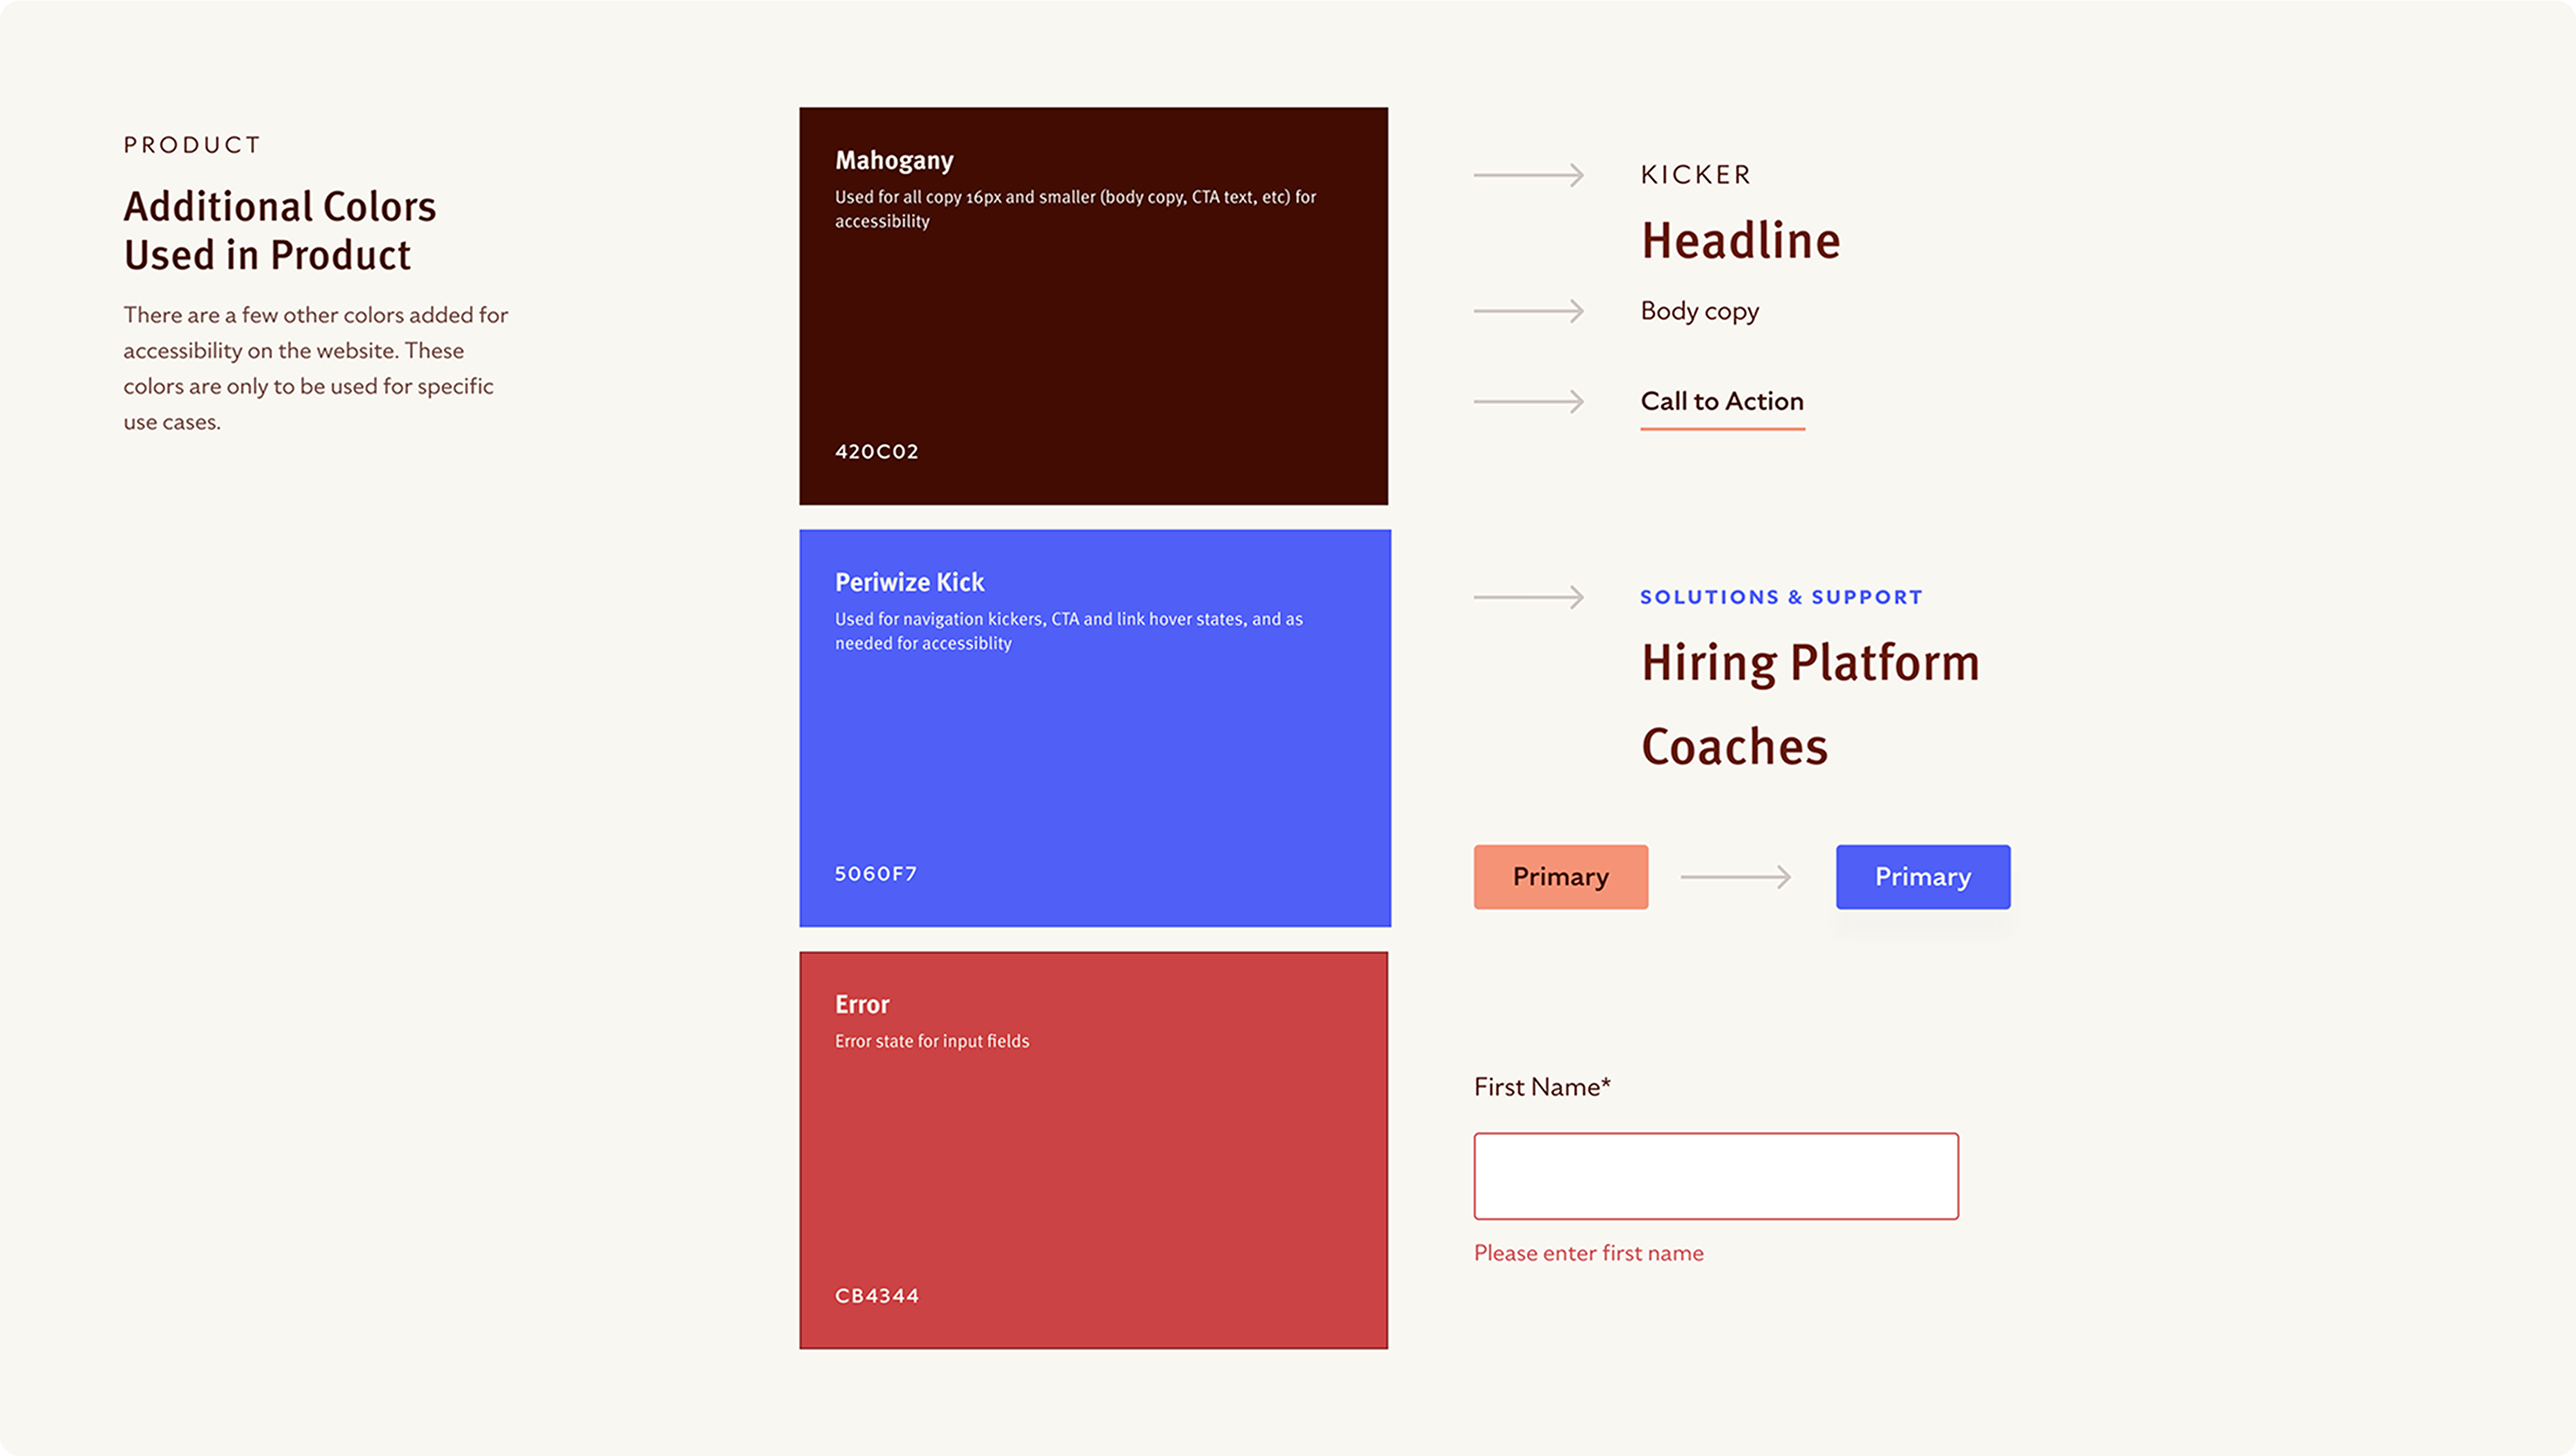 PRODUCT
Additional Colors
Used in Product
There are a few other colors added for
accessibility on the website. These
colors are only to be used for specific
use cases.
Mahogany
Used for all copy 16px and smaller (body copy, CTA text, etc) for
accessibility
420C02
KICKER
Headline
Body copy
Call to Action
Periwize Kick
Used for navigation kickers, CTA and link hover states, and as
needed for accessiblity
5060F7
SOLUTIONS & SUPPORT
Hiring Platform
Coaches
Primary
Primary
Error
Error state for input fields
CB4344
First Name*
Please enter first name